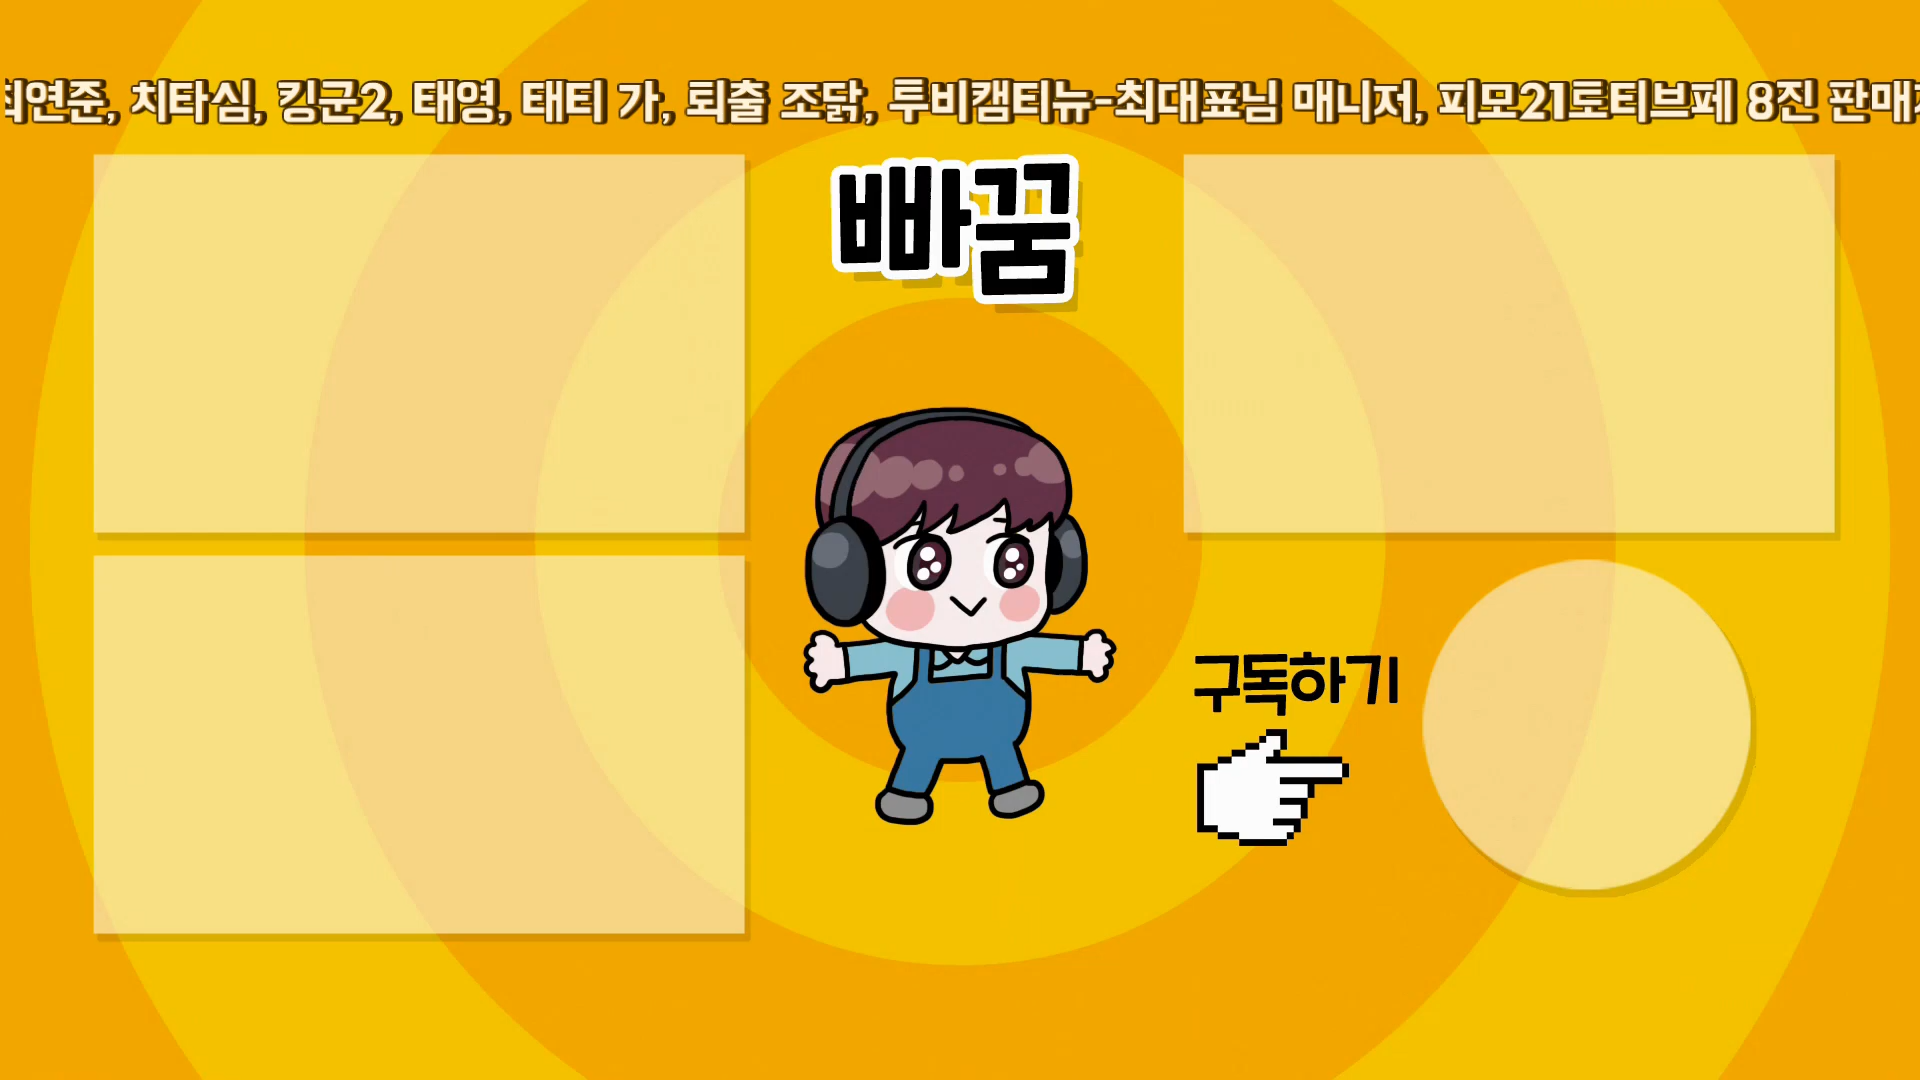 최연준, 치타심, 킹군2, 태영, 태티 가, 퇴출 조닭, 투비캠티뉴-최대표님 매니저, 피모21토티브페 8진 판매
빠꿈
구독하기